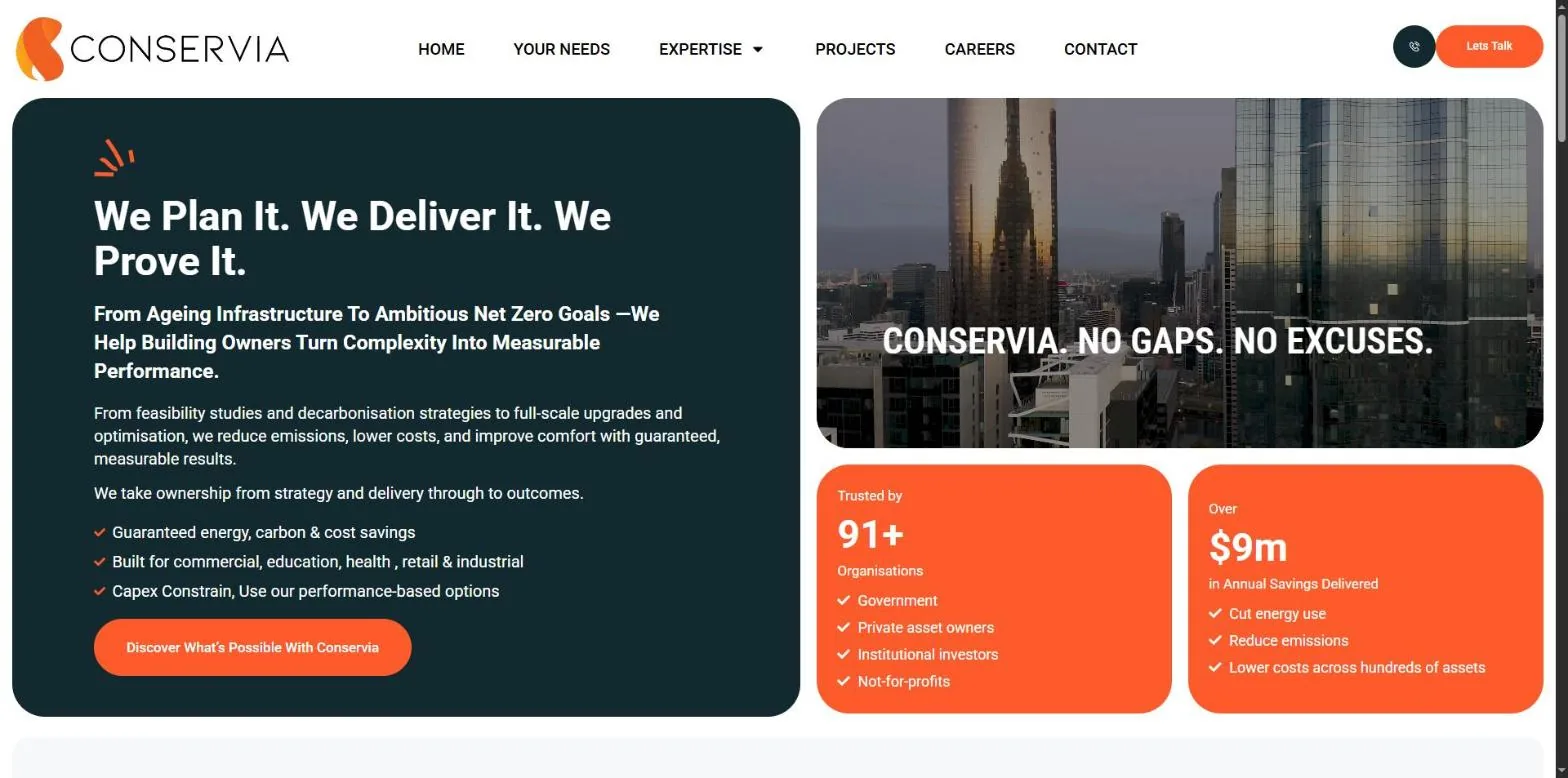 CONSERVIA
HOME
YOUR NEEDS
EXPERTISE
PROJECTS
CAREERS
CONTACT
Lets Talk
We Plan It. We Deliver It. We
Prove It.
From Ageing Infrastructure To Ambitious Net Zero Goals —We
Help Building Owners Turn Complexity Into Measurable
Performance.
From feasibility studies and decarbonisation strategies to full-scale upgrades and
optimisation, we reduce emissions, lower costs, and improve comfort with guaranteed,
measurable results.
We take ownership from strategy and delivery through to outcomes.
Guaranteed energy, carbon & cost savings
Built for commercial, education, health , retail & industrial
Capex Constrain, Use our performance-based options
Discover What's Possible With Conservia
CONSERVIA. NO GAPS. NO EXCUSES.
Trusted by
91+
Organisations
Government
Private asset owners
Institutional investors
Not-for-profits
Over
$9m
in Annual Savings Delivered
Cut energy use
Reduce emissions
Lower costs across hundreds of assets